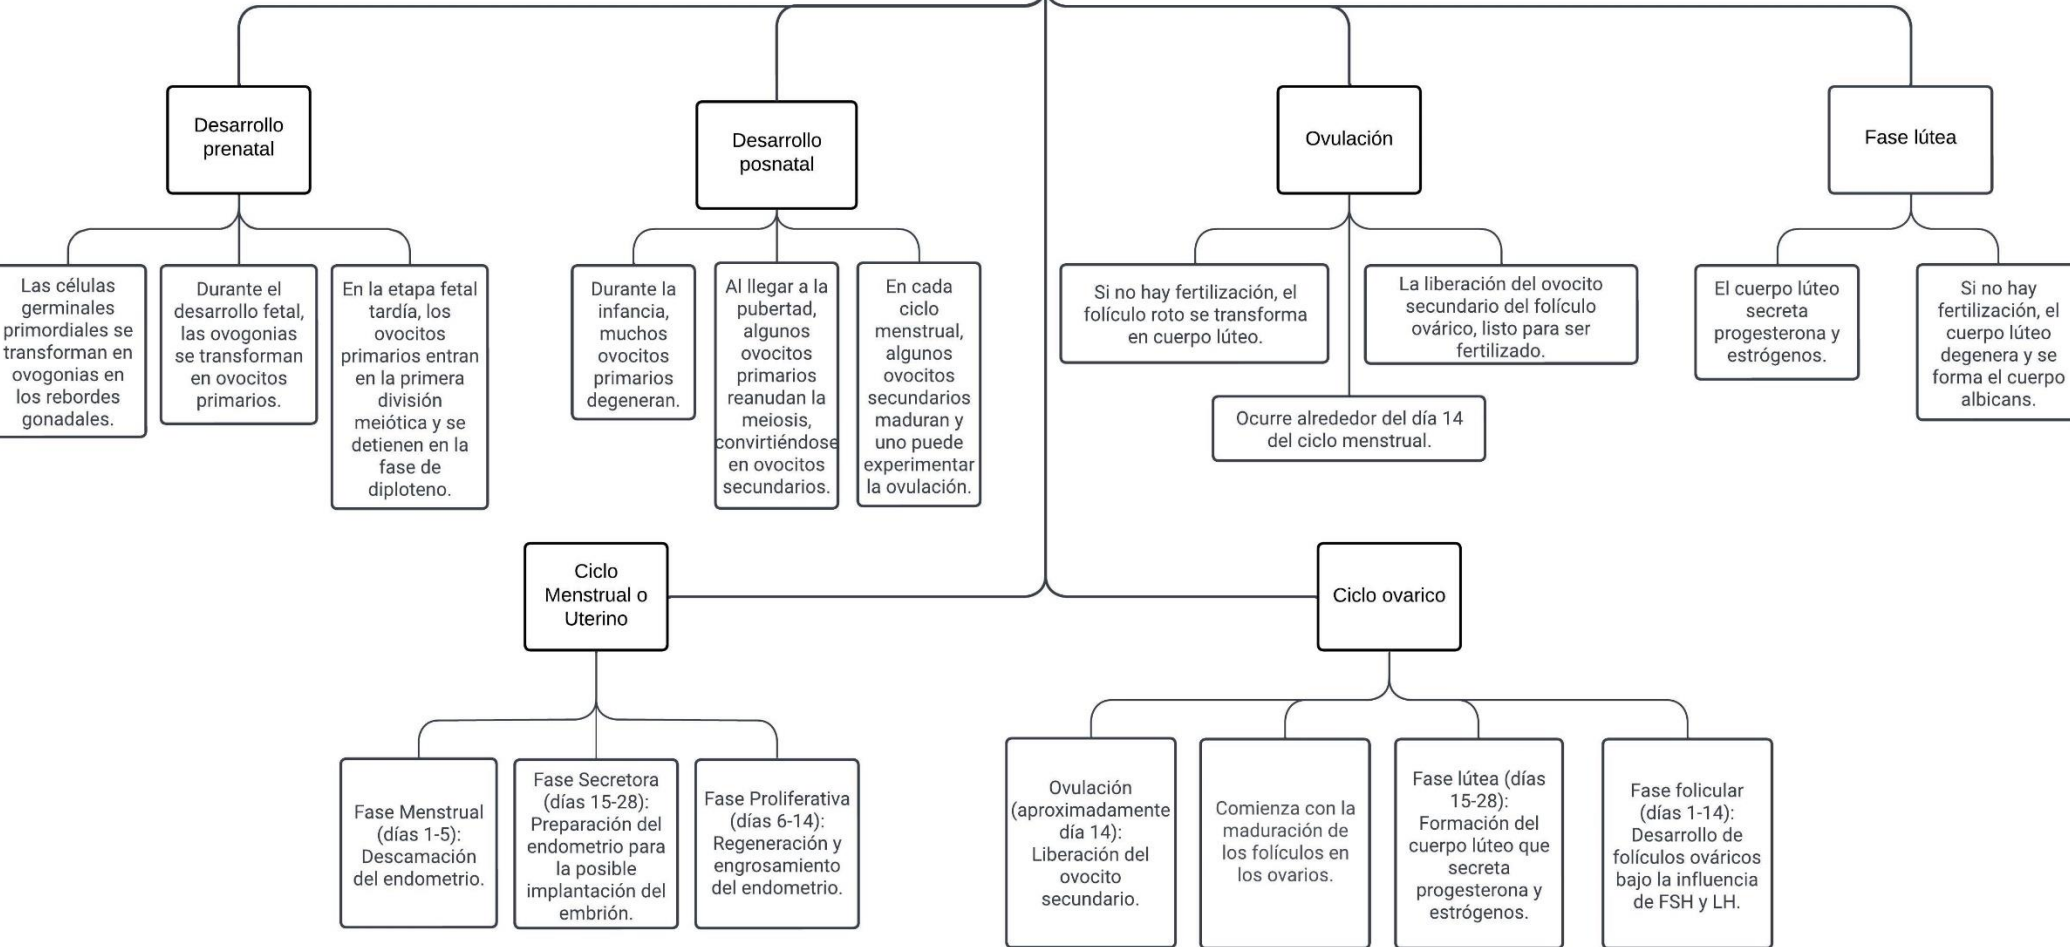 Desarrollo
prenatal
Desarrollo
posnatal
Ovulación
Fase lútea
Las células
germinales
primordiales se
transforman en
ovogonias en
los rebordes
gonadales.
Durante el
desarrollo fetal,
las ovogonias
se transforman
en ovocitos
primarios.
En la etapa fetal
tardía, los
ovocitos
primarios entran
en la primera
división
meiótica y se
detienen en la
fase de
diploteno.
Durante la
infancia,
muchos
ovocitos
primarios
degeneran.
Al llegar a la
pubertad,
algunos
ovocitos
primarios
reanudan la
meiosis,
convirtiéndose
en ovocitos
secundarios.
En cada
ciclo
menstrual,
algunos
ovocitos
secundarios
maduran y
uno puede
experimentar
la ovulación.
Si no hay fertilización, el
folículo roto se transforma
en cuerpo lúteo.
La liberación del ovocito
secundario del folículo
ovárico, listo para ser
fertilizado.
Ocurre alrededor del día 14
del ciclo menstrual.
El cuerpo lúteo
secreta
progesterona y
estrógenos.
Si no hay
fertilización, el
cuerpo lúteo
degenera y se
forma el cuerpo
albicans.
Ciclo
Menstrual o
Uterino
Ciclo ovarico
Fase Menstrual
(días 1-5):
Descamación
del endometrio.
Fase Secretora
(días 15-28):
Preparación del
endometrio para
la posible
implantación del
embrión.
Fase Proliferativa
(días 6-14):
Regeneración y
engrosamiento
del endometrio.
Ovulación
(aproximadamente
día 14):
Liberación del
ovocito
secundario.
Comienza con la
maduración de
los folículos en
los ovarios.
Fase lútea (días
15-28):
Formación del
cuerpo lúteo que
secreta
progesterona y
estrógenos.
Fase folicular
(días 1-14):
Desarrollo de
folículos ováricos
bajo la influencia
de FSH y LH.